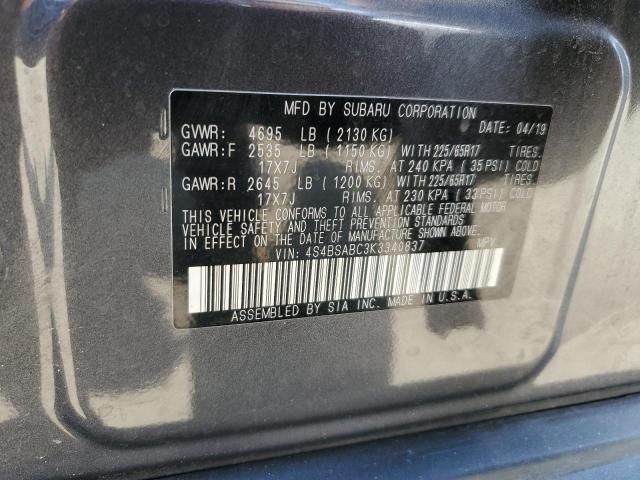 MFD BY SUBARU CORPORATION
GVWR: 4695 LB ( 2130 KG) DATE: 04/19
GAWR:F 2535 LB ( 1150 KG) WITH 225/65R17 TIRES.
17X7J RIMS. AT 240 KPA ( 35 PSI) COLD
GAWR:R 2645 LB ( 1200 KG) WITH 225/65R17 TIRES.
17X7J RIMS. AT 230 KPA ( 33 PSI) COLD
THIS VEHICLE CONFORMS TO ALL APPLICABLE FEDERAL MOTOR
VEHICLE SAFETY AND THEFT PREVENTION STANDARDS
IN EFFECT ON THE DATE OF MANUFACTURE SHOWN ABOVE.
VIN: 4S4BSABC3K3340837 MPV
ASSEMBLED BY SIA INC. MADE IN U.S.A.